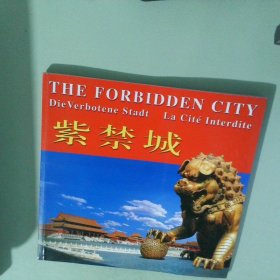 THE FORBIDDEN CITY
DieVerbotene Stadt La Cité Interdite
紫禁城